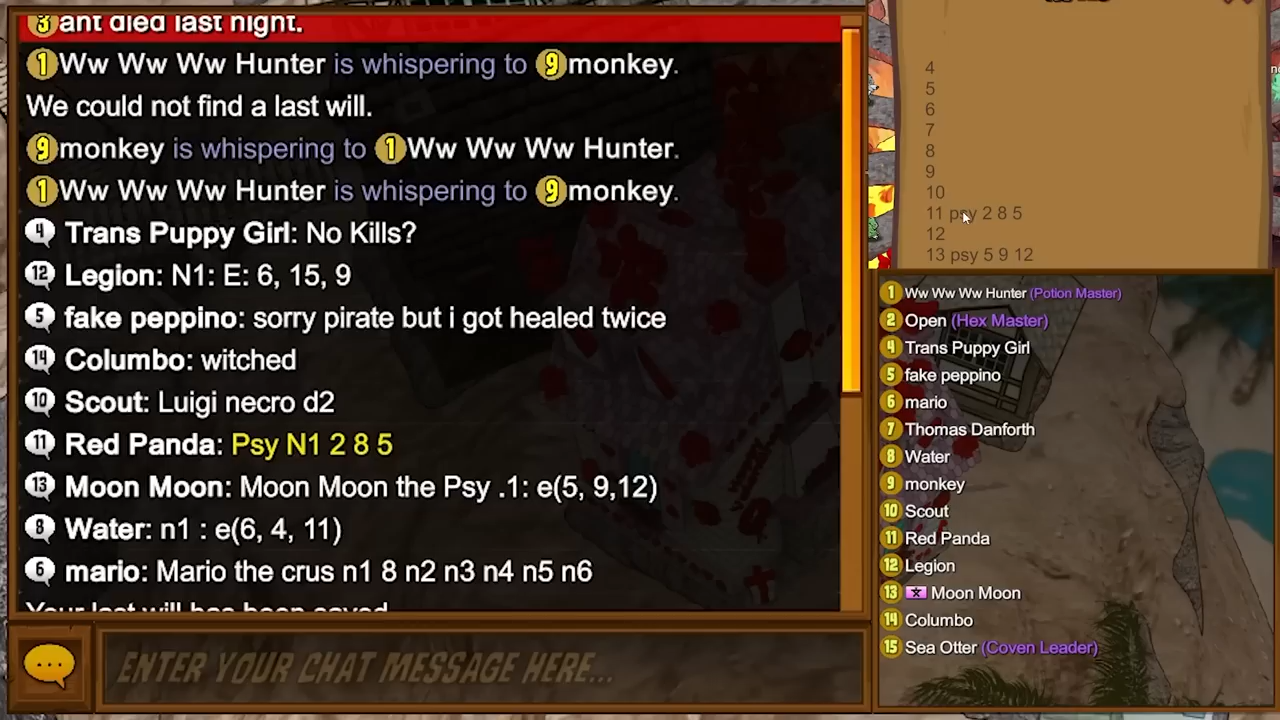 3 ant died last night.
1 Ww Ww Ww Hunter is whispering to 9 monkey.
We could not find a last will.
9 monkey is whispering to 1 Ww Ww Ww Hunter.
1 Ww Ww Ww Hunter is whispering to 9 monkey.
4 Trans Puppy Girl: No Kills?
12 Legion: N1: E: 6, 15, 9
5 fake peppino: sorry pirate but i got healed twice
14 Columbo: witched
10 Scout: Luigi necro d2
11 Red Panda: Psy N1 2 8 5
13 Moon Moon: Moon Moon the Psy .1: e(5, 9,12)
8 Water: n1 : e(6, 4, 11)
6 mario: Mario the crus n1 8 n2 n3 n4 n5 n6
Your last will has been saved
ENTER YOUR CHAT MESSAGE HERE...
4
5
6
7
8
9
10
11 psy 2 8 5
12
13 psy 5 9 12
1 Ww Ww Ww Hunter (Potion Master)
2 Open (Hex Master)
4 Trans Puppy Girl
5 fake peppino
6 mario
7 Thomas Danforth
8 Water
9 monkey
10 Scout
11 Red Panda
12 Legion
13 Moon Moon
14 Columbo
15 Sea Otter (Coven Leader)